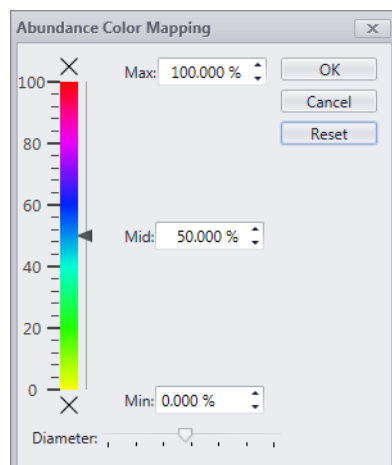 Abundance Color Mapping
100
Max: 100.000 %
OK
Cancel
80
Reset
60
Mid: 50.000 %
40
20
0
Min: 0.000 %
Diameter: